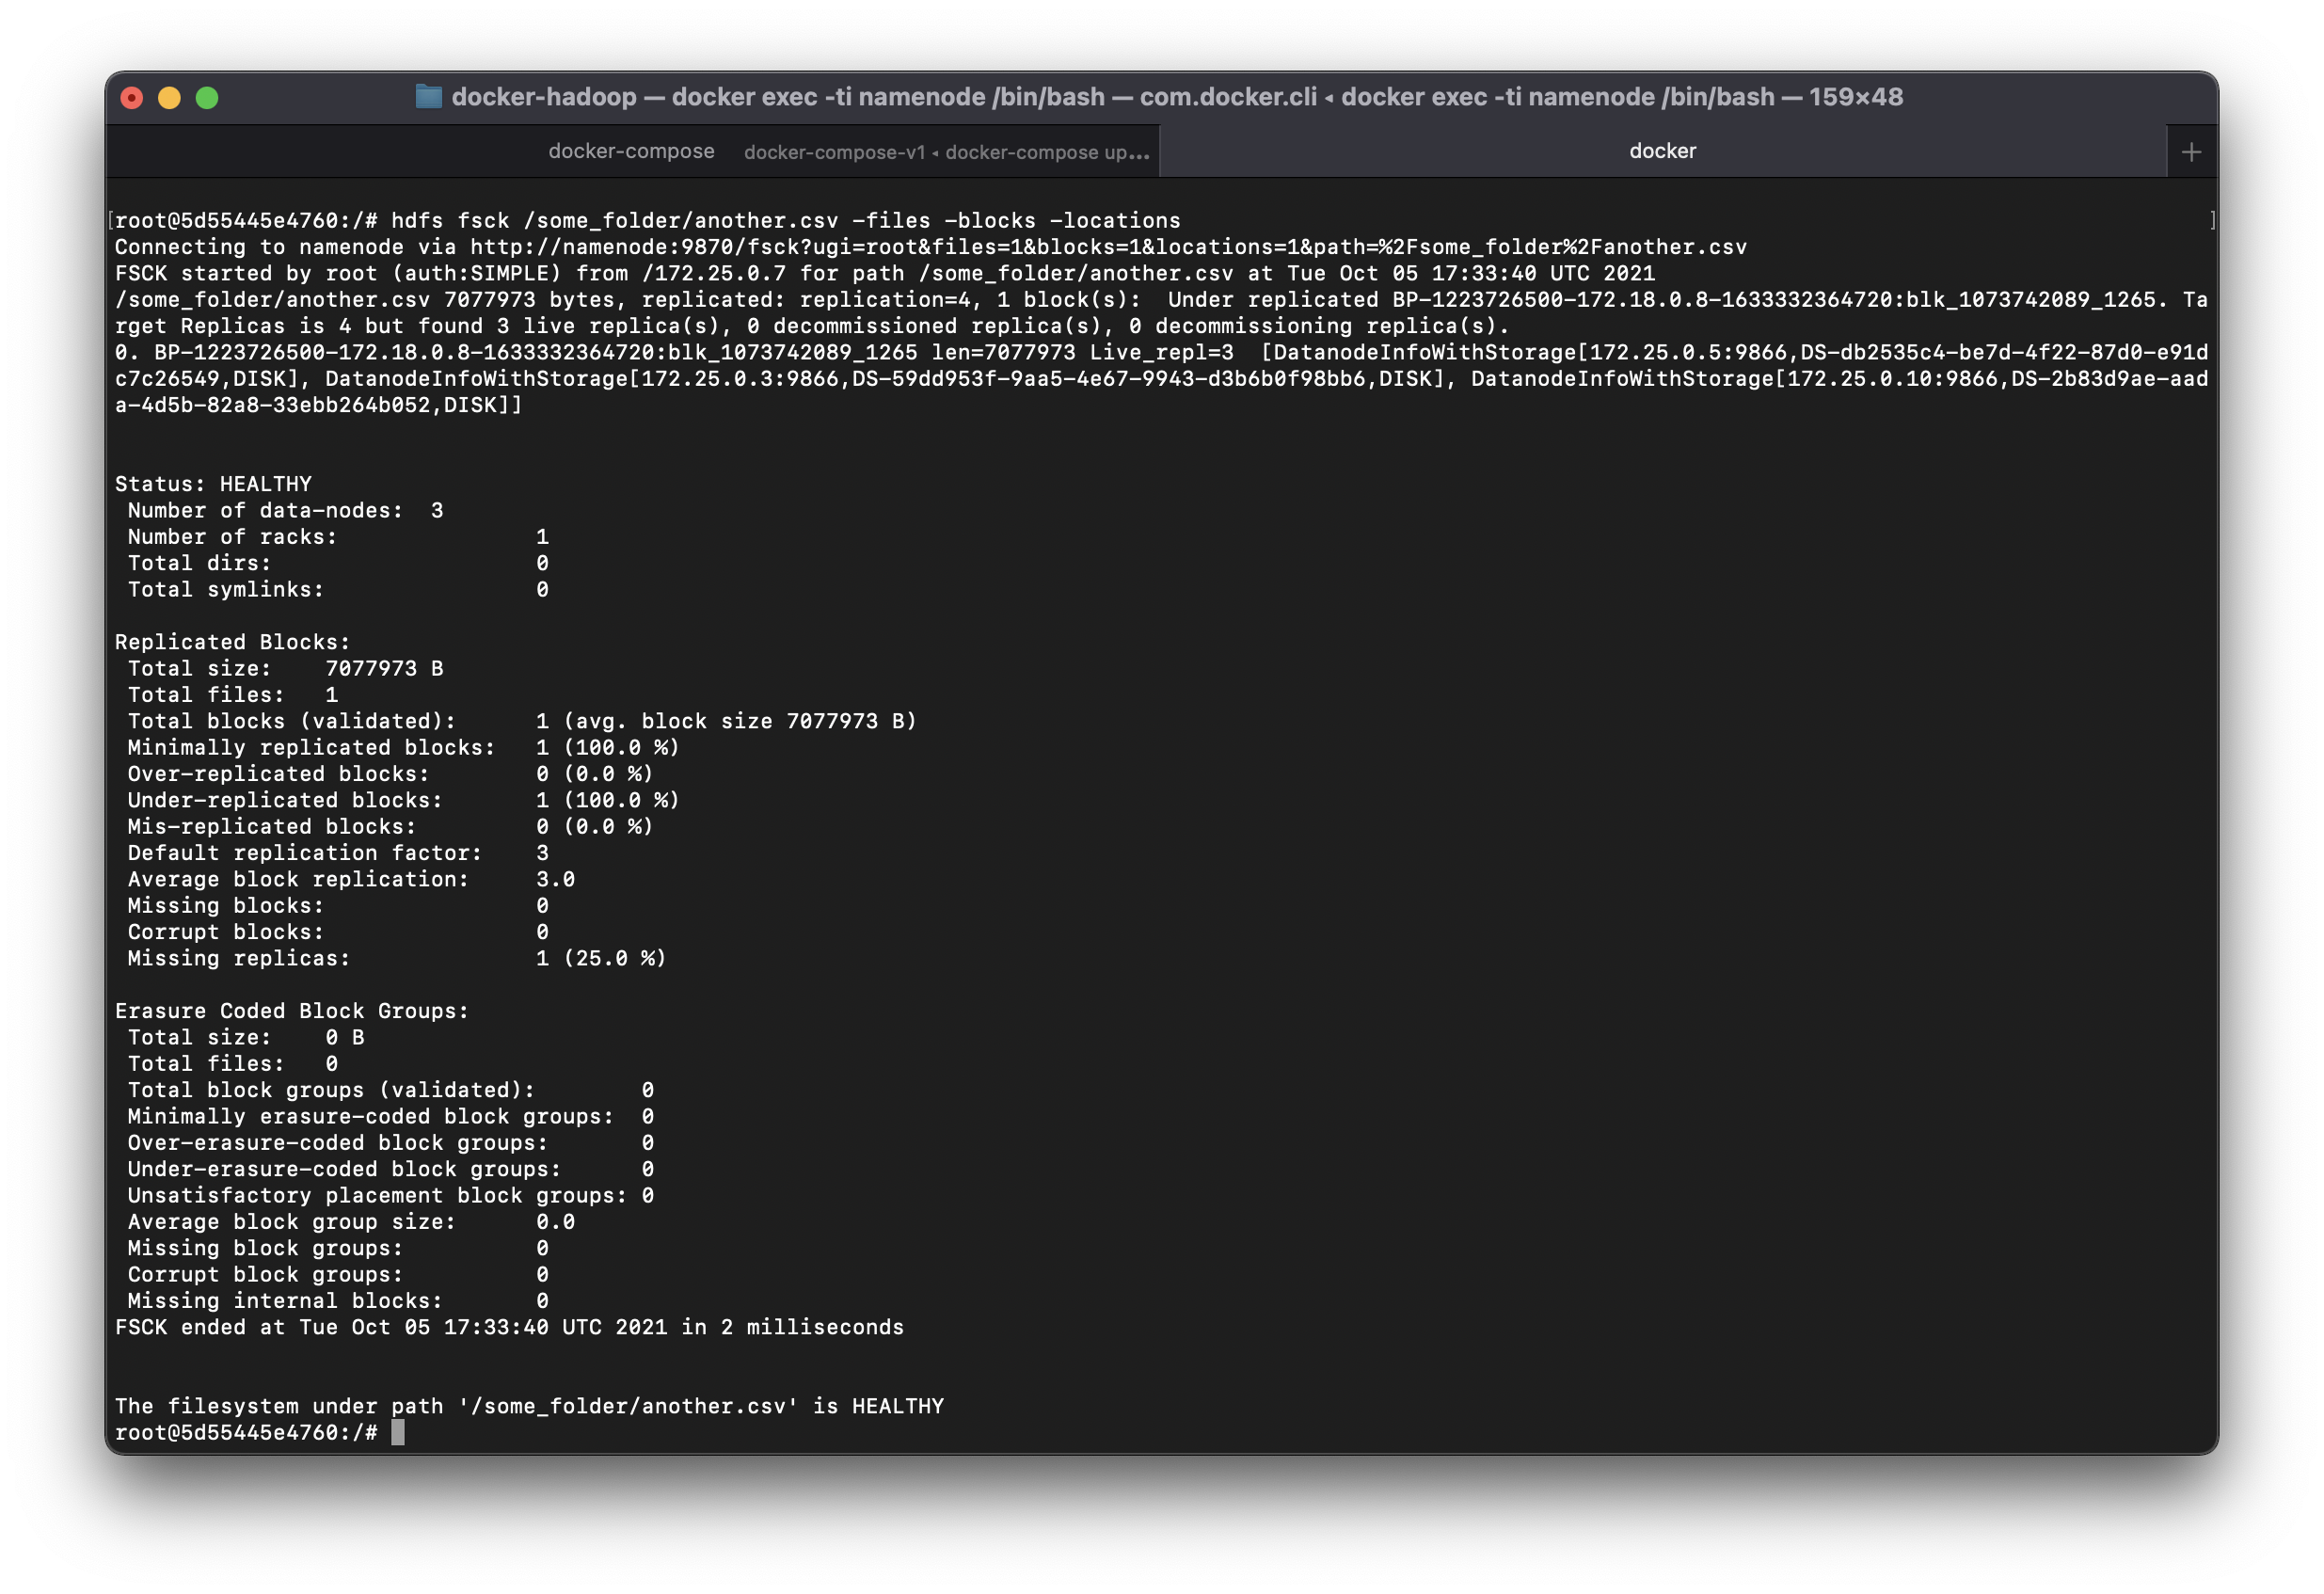 docker-hadoop — docker exec -ti namenode /bin/bash — com.docker.cli ◂ docker exec -ti namenode /bin/bash — 159×48
docker-compose docker-compose-v1 ◂ docker-compose up... docker +
[root@5d55445e4760:/# hdfs fsck /some_folder/another.csv -files -blocks -locations ]
Connecting to namenode via http://namenode:9870/fsck?ugi=root&files=1&blocks=1&locations=1&path=%2Fsome_folder%2Fanother.csv
FSCK started by root (auth:SIMPLE) from /172.25.0.7 for path /some_folder/another.csv at Tue Oct 05 17:33:40 UTC 2021
/some_folder/another.csv 7077973 bytes, replicated: replication=4, 1 block(s):  Under replicated BP-1223726500-172.18.0.8-1633332364720:blk_1073742089_1265. Ta
rget Replicas is 4 but found 3 live replica(s), 0 decommissioned replica(s), 0 decommissioning replica(s).
0. BP-1223726500-172.18.0.8-1633332364720:blk_1073742089_1265 len=7077973 Live_repl=3  [DatanodeInfoWithStorage[172.25.0.5:9866,DS-db2535c4-be7d-4f22-87d0-e91d
c7c26549,DISK], DatanodeInfoWithStorage[172.25.0.3:9866,DS-59dd953f-9aa5-4e67-9943-d3b6b0f98bb6,DISK], DatanodeInfoWithStorage[172.25.0.10:9866,DS-2b83d9ae-aad
a-4d5b-82a8-33ebb264b052,DISK]]
Status: HEALTHY
Number of data-nodes: 3
Number of racks: 1
Total dirs: 0
Total symlinks: 0
Replicated Blocks:
Total size: 7077973 B
Total files: 1
Total blocks (validated): 1 (avg. block size 7077973 B)
Minimally replicated blocks: 1 (100.0 %)
Over-replicated blocks: 0 (0.0 %)
Under-replicated blocks: 1 (100.0 %)
Mis-replicated blocks: 0 (0.0 %)
Default replication factor: 3
Average block replication: 3.0
Missing blocks: 0
Corrupt blocks: 0
Missing replicas: 1 (25.0 %)
Erasure Coded Block Groups:
Total size: 0 B
Total files: 0
Total block groups (validated): 0
Minimally erasure-coded block groups: 0
Over-erasure-coded block groups: 0
Under-erasure-coded block groups: 0
Unsatisfactory placement block groups: 0
Average block group size: 0.0
Missing block groups: 0
Corrupt block groups: 0
Missing internal blocks: 0
FSCK ended at Tue Oct 05 17:33:40 UTC 2021 in 2 milliseconds
The filesystem under path '/some_folder/another.csv' is HEALTHY
root@5d55445e4760:/#